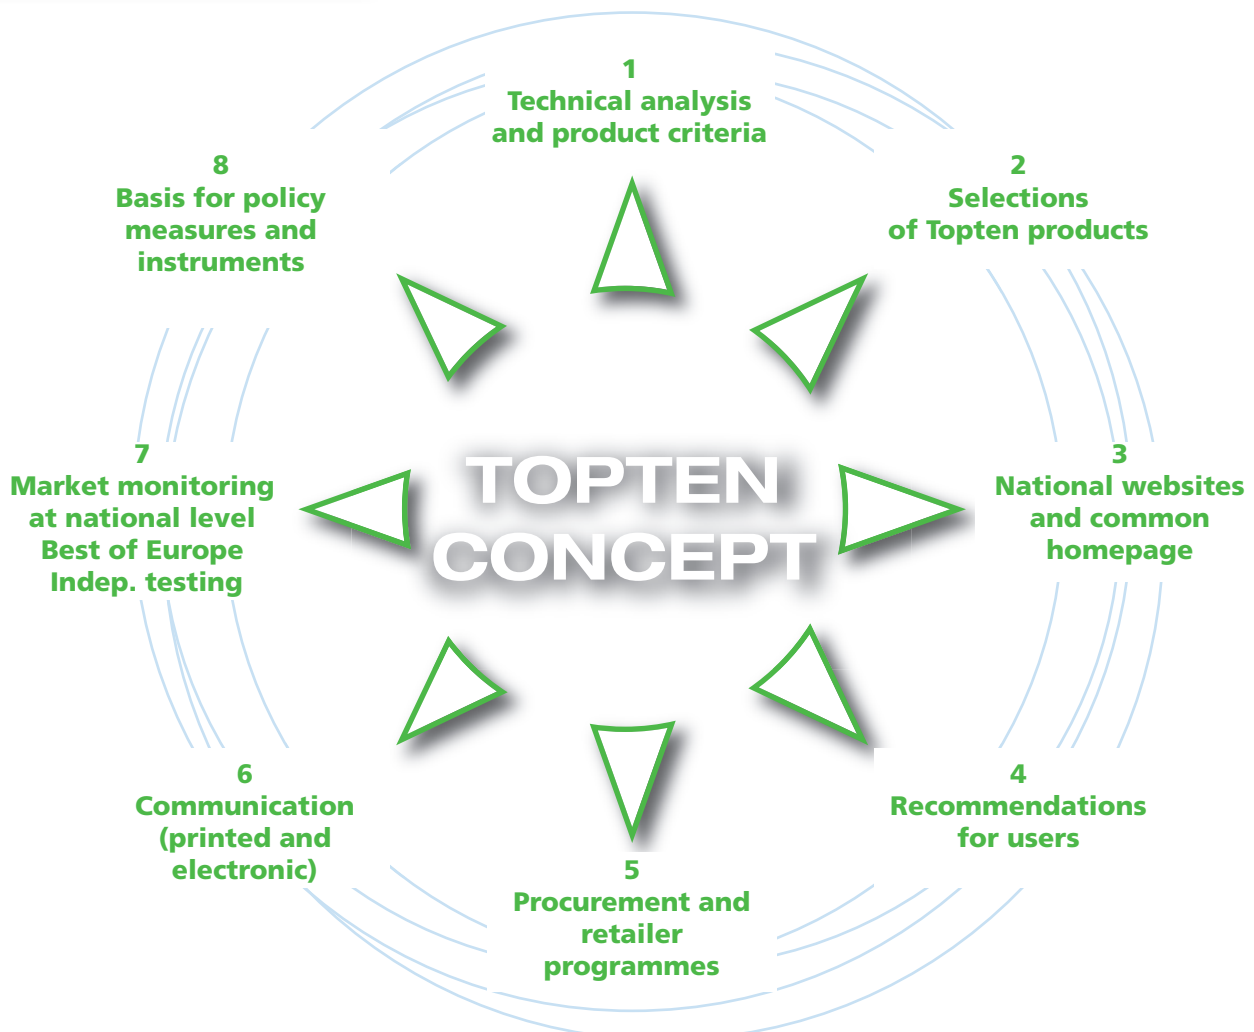 1
Technical analysis
and product criteria
2
Selections
of Topten products
3
National websites
and common
homepage
4
Recommendations
for users
5
Procurement and
retailer
programmes
6
Communication
(printed and
electronic)
7
Market monitoring
at national level
Best of Europe
Indep. testing
8
Basis for policy
measures and
instruments
TOPTEN
CONCEPT